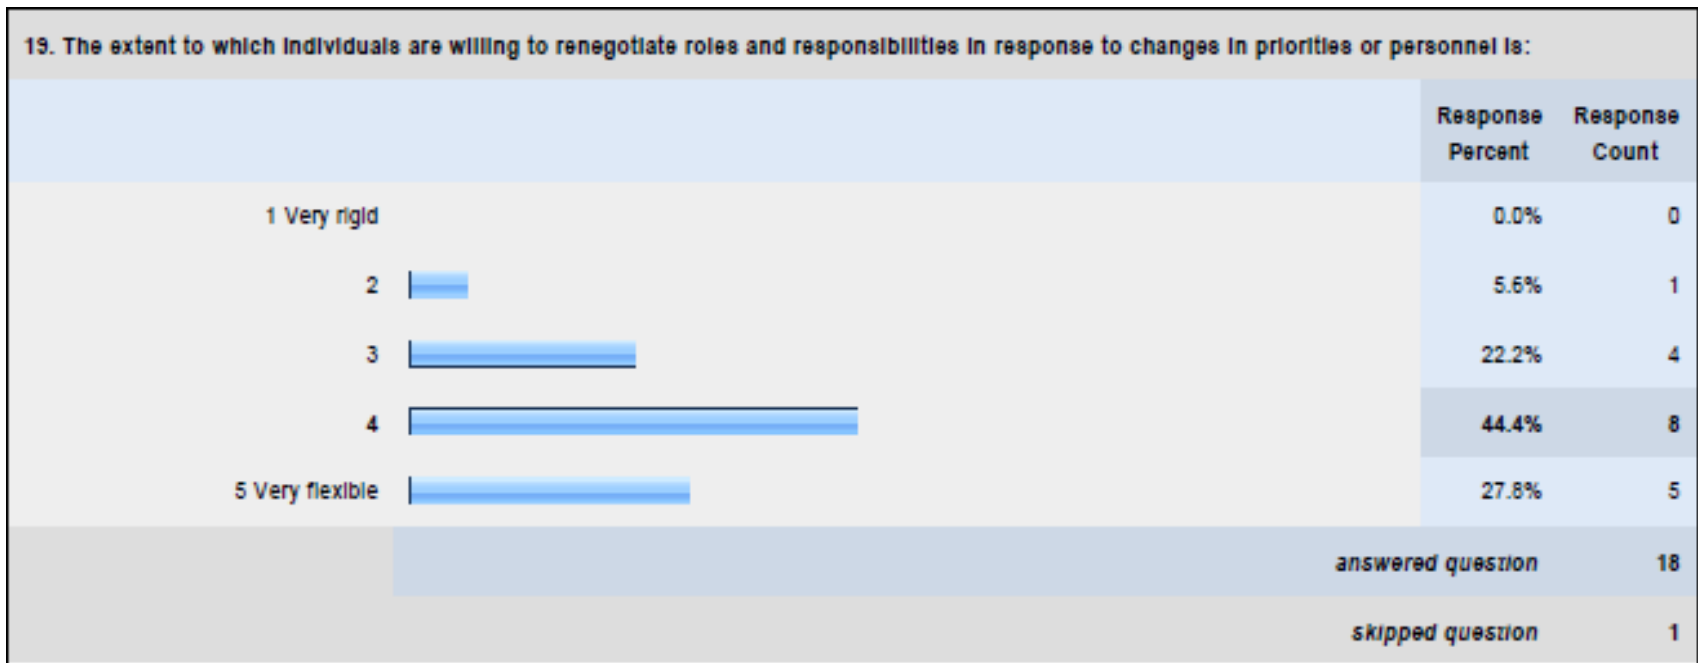 19. The extent to which individuals are willing to renegotiate roles and responsibilities in response to changes in priorities or personnel is:
Response Percent Response Count
1 Very rigid 0.0% 0
2 5.6% 1
3 22.2% 4
4 44.4% 8
5 Very flexible 27.8% 5
answered question 18
skipped question 1